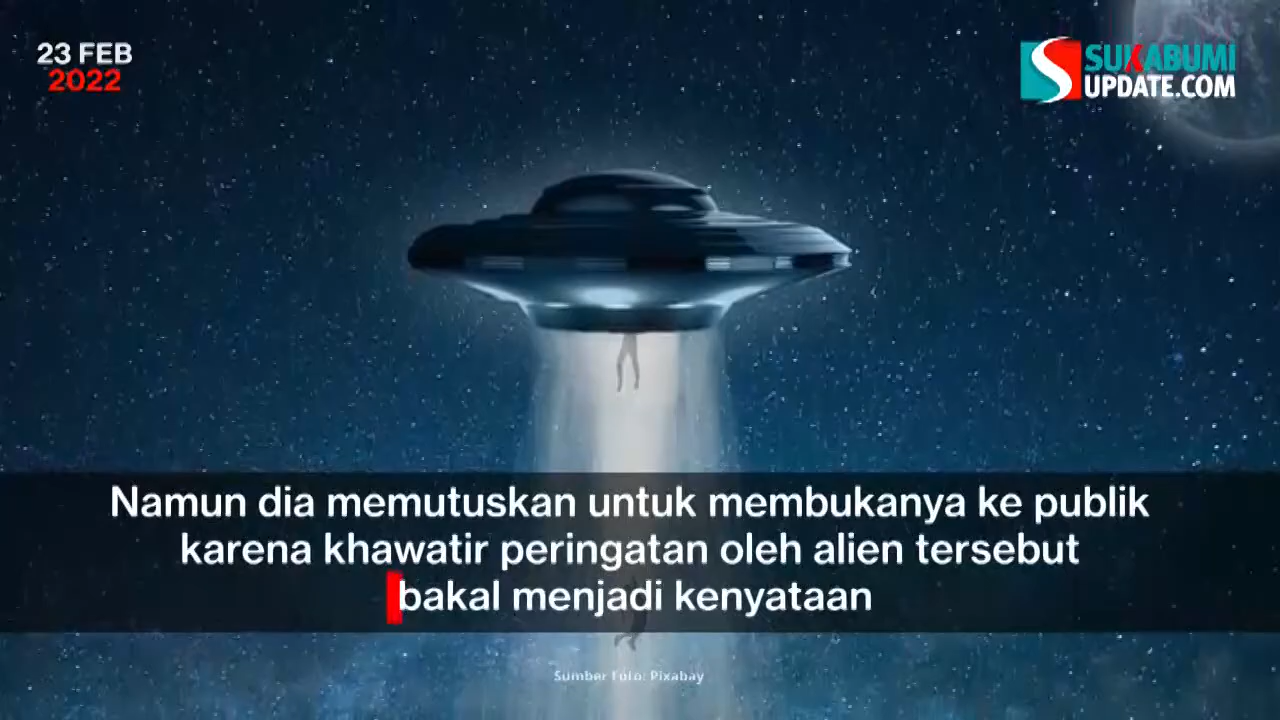 23 FEB
2022
SUKABUMI
UPDATE.COM
Namun dia memutuskan untuk membukanya ke publik
karena khawatir peringatan oleh alien tersebut
bakal menjadi kenyataan
Sumber Foto: Pixabay